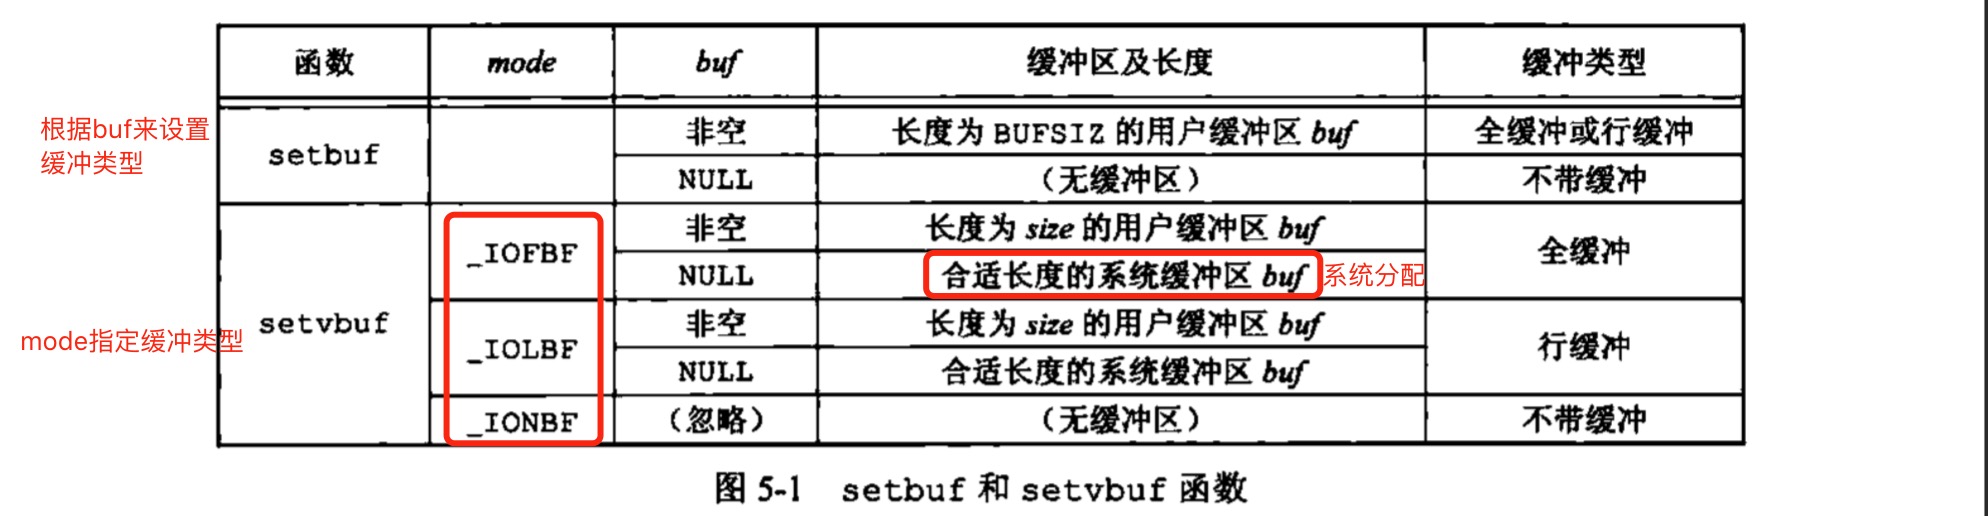 函数 mode buf 缓冲区及长度 缓冲类型
根据buf来设置
缓冲类型
setbuf 非空 长度为 BUFSIZ 的用户缓冲区 buf 全缓冲或行缓冲
NULL （无缓冲区） 不带缓冲
mode指定缓冲类型
setvbuf _IOFBF 非空 长度为 size 的用户缓冲区 buf 全缓冲
NULL 合适长度的系统缓冲区 buf 系统分配
_IOLBF 非空 长度为 size 的用户缓冲区 buf 行缓冲
NULL 合适长度的系统缓冲区 buf
_IONBF （忽略） （无缓冲区） 不带缓冲
图 5-1 setbuf 和 setvbuf 函数